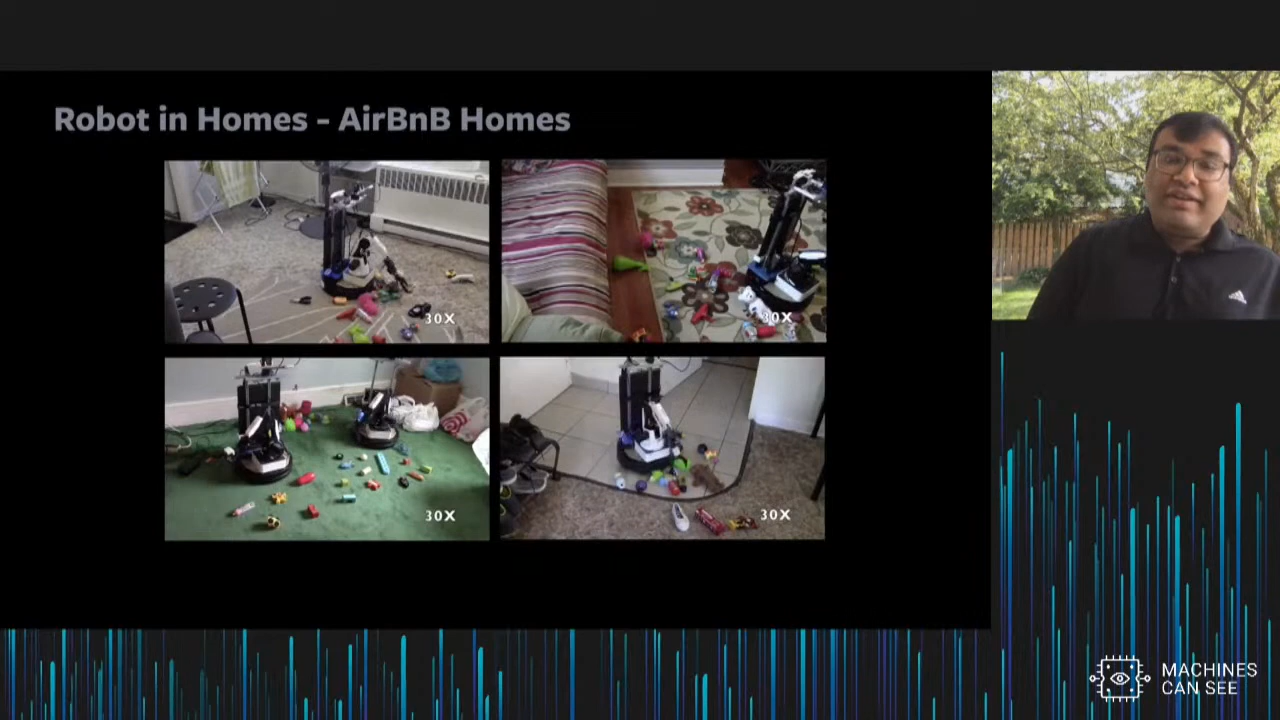 Robot in Homes - AirBnB Homes
30X
30X
30X
30X
MACHINES
CAN SEE